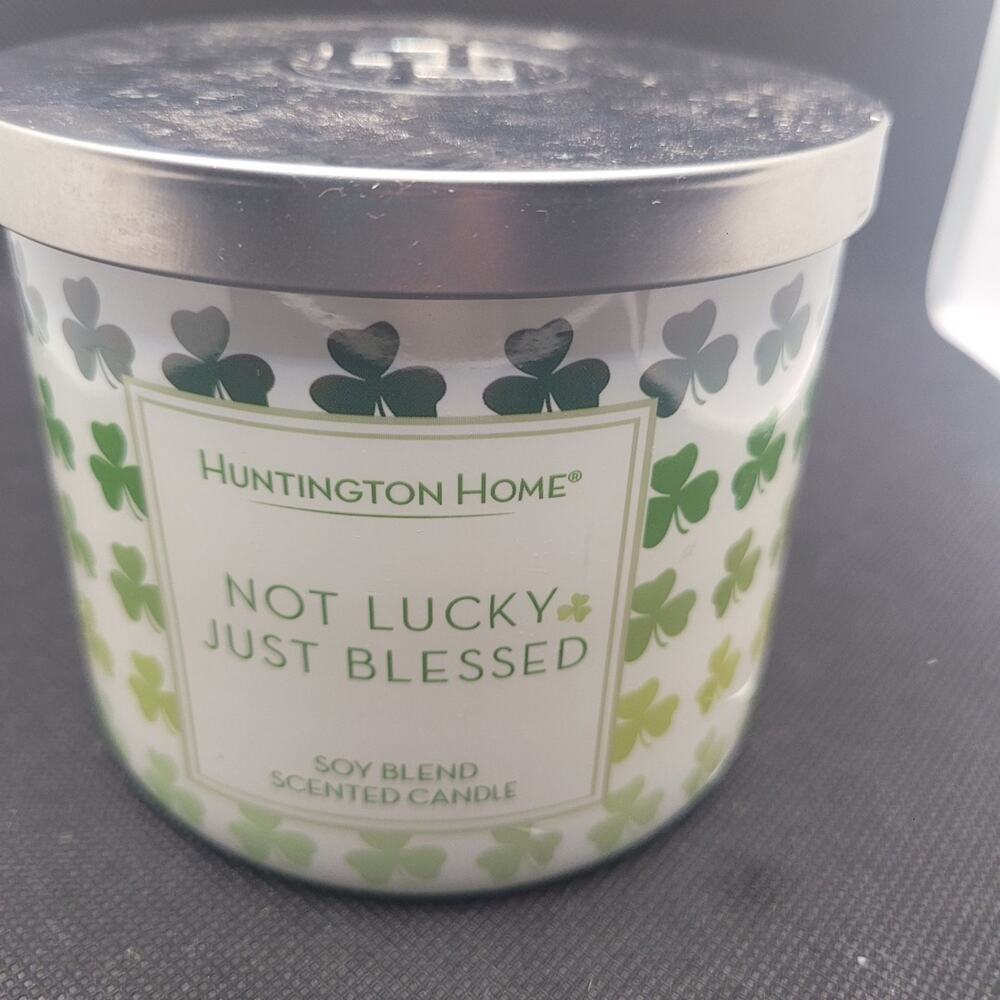 HUNTINGTON HOME®
NOT LUCKY
JUST BLESSED
SOY BLEND
SCENTED CANDLE